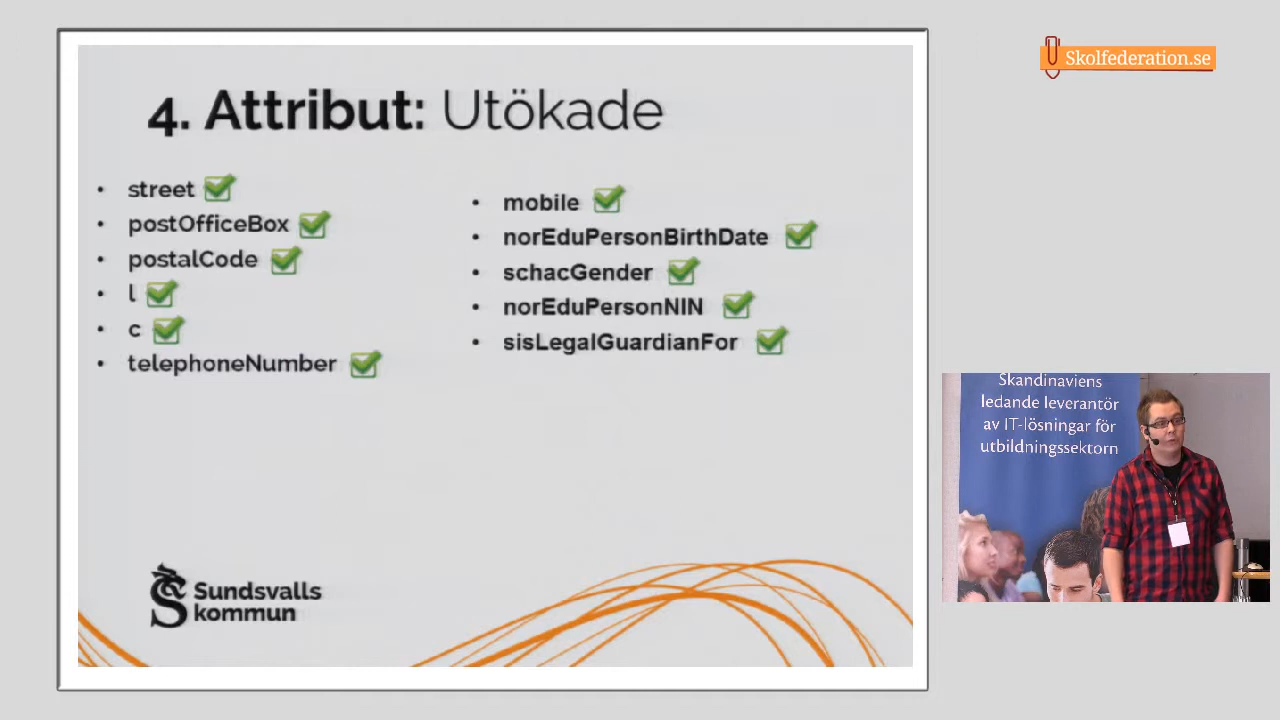 Skolfederation.se
4. Attribut: Utökade
• street
• postOfficeBox
• postalCode
• l
• c
• telephoneNumber
• mobile
• norEduPersonBirthDate
• schacGender
• norEduPersonNIN
• sisLegalGuardianFor
Sundsvalls
kommun
Skandinaviens
ledande leverantör
av IT-lösningar för
utbildningssektorn